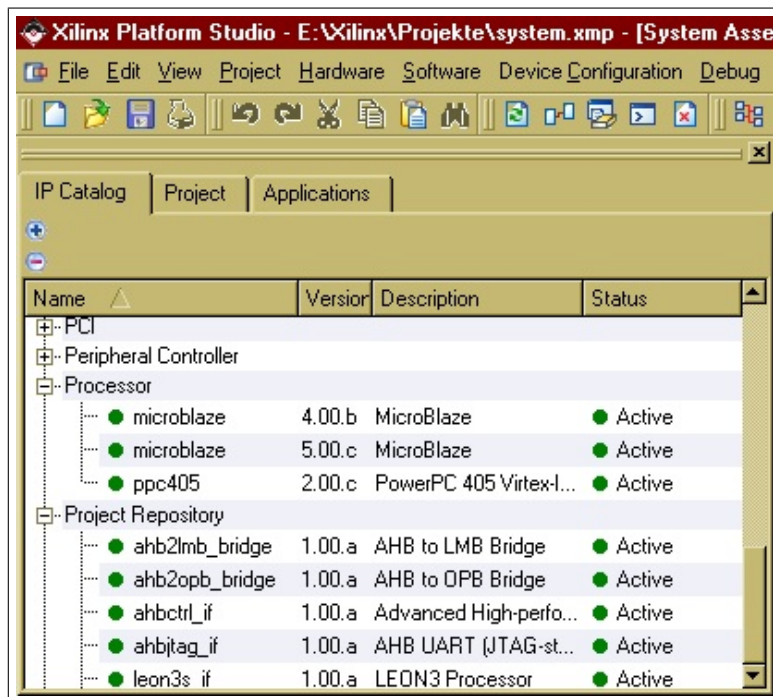 Xilinx Platform Studio - E:\Xilinx\Projekte\system.xmp - [System Asse
File Edit View Project Hardware Software Device Configuration Debug
IP Catalog Project Applications
Name Version Description Status
PCI
Peripheral Controller
Processor
microblaze 4.00.b MicroBlaze Active
microblaze 5.00.c MicroBlaze Active
ppc405 2.00.c PowerPC 405 Virtex-I... Active
Project Repository
ahb2lmb_bridge 1.00.a AHB to LMB Bridge Active
ahb2opb_bridge 1.00.a AHB to OPB Bridge Active
ahbctrl_if 1.00.a Advanced High-perfo... Active
ahbjtag_if 1.00.a AHB UART (JTAG-st... Active
leon3s_if 1.00.a LEON3 Processor Active